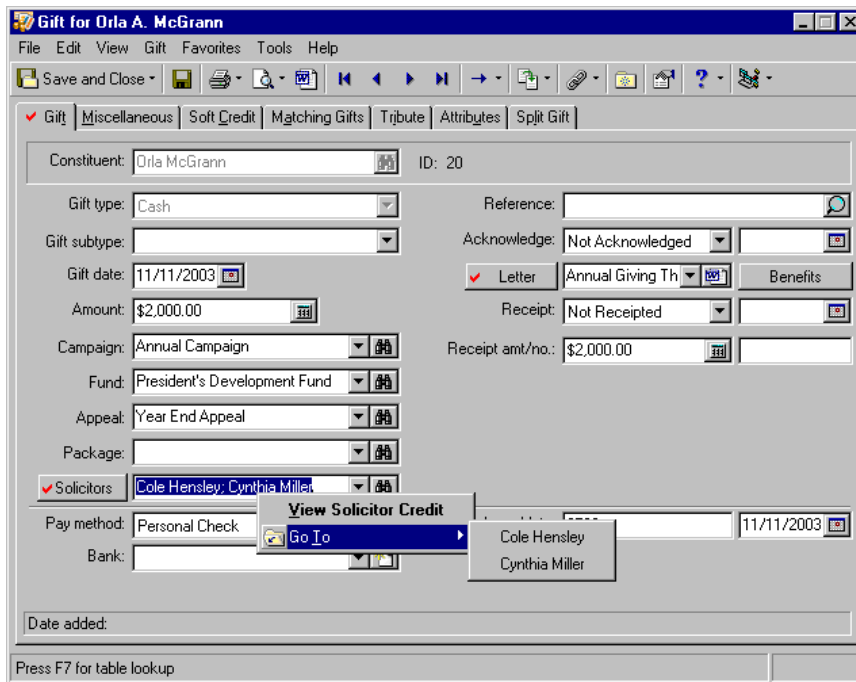 Gift for Orla A. McGrann
File Edit View Gift Favorites Tools Help
Save and Close
Gift Miscellaneous Soft Credit Matching Gifts Tribute Attributes Split Gift
Constituent: Orla McGrann ID: 20
Gift type: Cash Reference:
Gift subtype: Acknowledge: Not Acknowledged
Gift date: 11/11/2003 Letter Annual Giving Th Benefits
Amount: $2,000.00 Receipt: Not Receipted
Campaign: Annual Campaign Receipt amt/no.: $2,000.00
Fund: President's Development Fund
Appeal: Year End Appeal
Package:
Solicitors Cole Hensley; Cynthia Miller
View Solicitor Credit
Pay method: Personal Check 11/11/2003
Go To Cole Hensley
Bank: Cynthia Miller
Date added:
Press F7 for table lookup